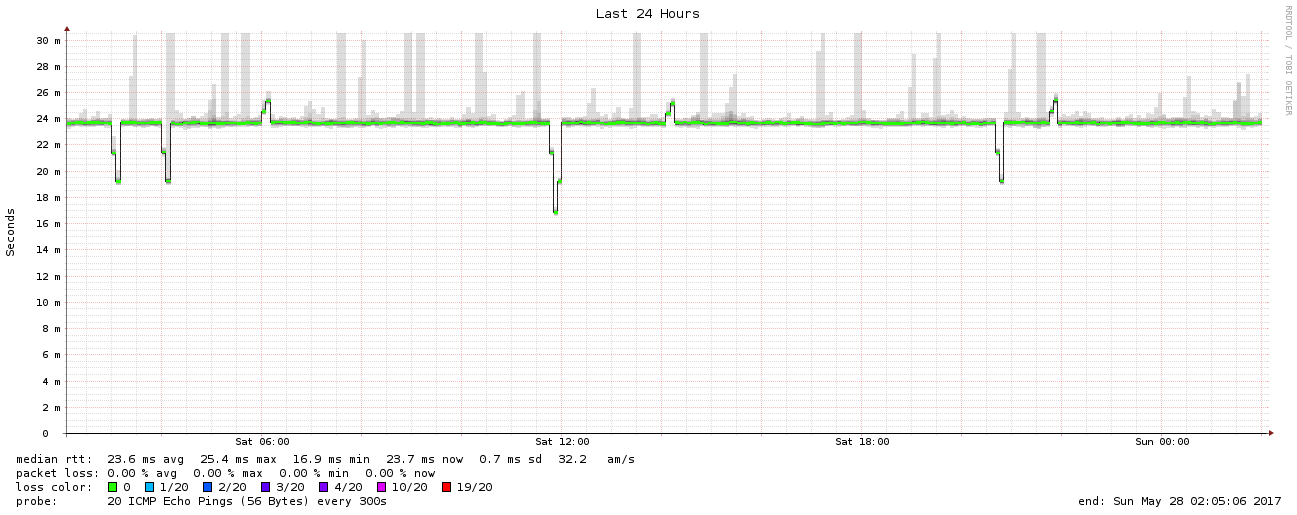 Last 24 Hours
RRDTOOL / TOBI OETIKER
30 m
28 m
26 m
24 m
22 m
20 m
18 m
16 m
14 m
12 m
10 m
8 m
6 m
4 m
2 m
0
Seconds
Sat 06:00 Sat 12:00 Sat 18:00 Sun 00:00
median rtt: 23.6 ms avg 25.4 ms max 16.9 ms min 23.7 ms now 0.7 ms sd 32.2 am/s
packet loss: 0.00 % avg 0.00 % max 0.00 % min 0.00 % now
loss color: 0 1/20 2/20 3/20 4/20 10/20 19/20
probe: 20 ICMP Echo Pings (56 Bytes) every 300s end: Sun May 28 02:05:06 2017